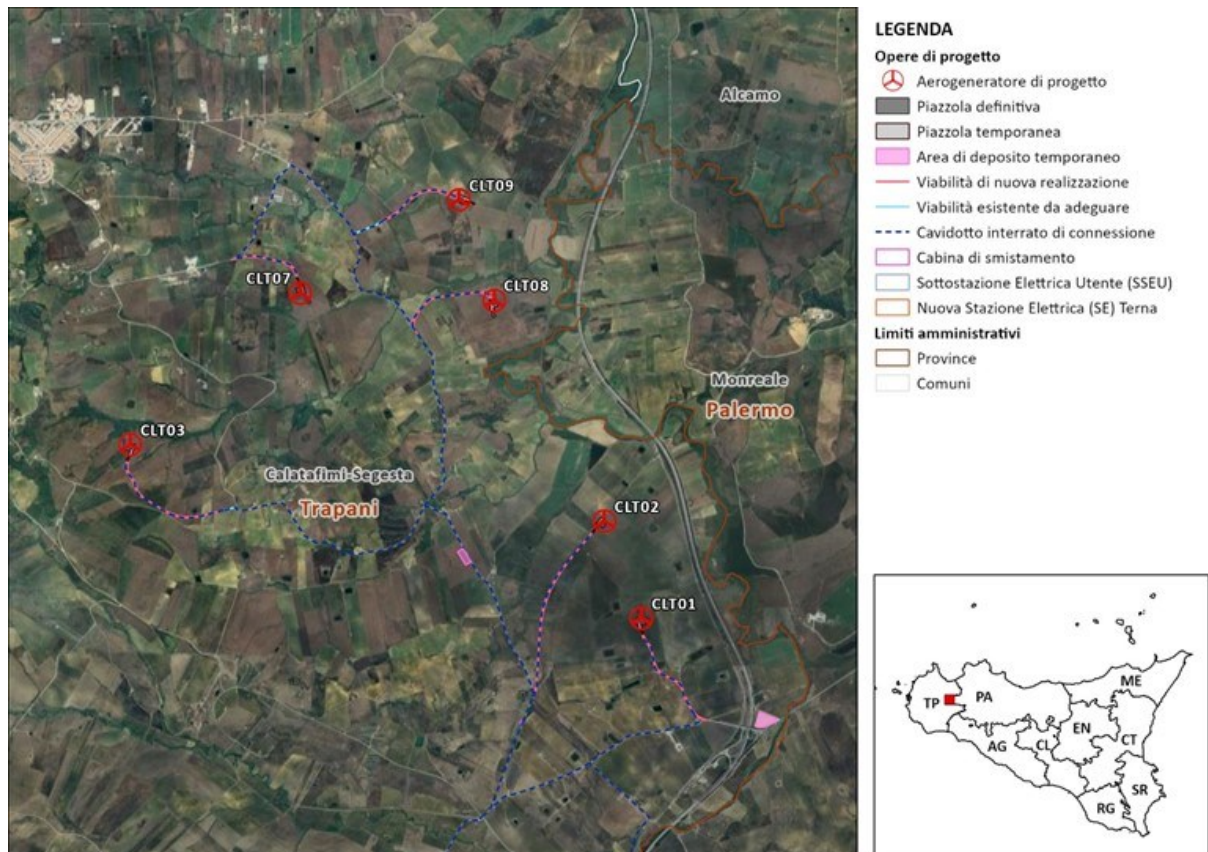 Alcamo
CLT09
CLT07
CLT08
Monreale
Palermo
CLT03
Calatafimi-Segesta
Trapani
CLT02
CLT01
LEGENDA
Opere di progetto
Aerogeneratore di progetto
Piazzola definitiva
Piazzola temporanea
Area di deposito temporaneo
Viabilità di nuova realizzazione
Viabilità esistente da adeguare
Cavidotto interrato di connessione
Cabina di smistamento
Sottostazione Elettrica Utente (SSEU)
Nuova Stazione Elettrica (SE) Terna
Limiti amministrativi
Province
Comuni
ME
TP
PA
EN
CT
AG
CL
SR
RG